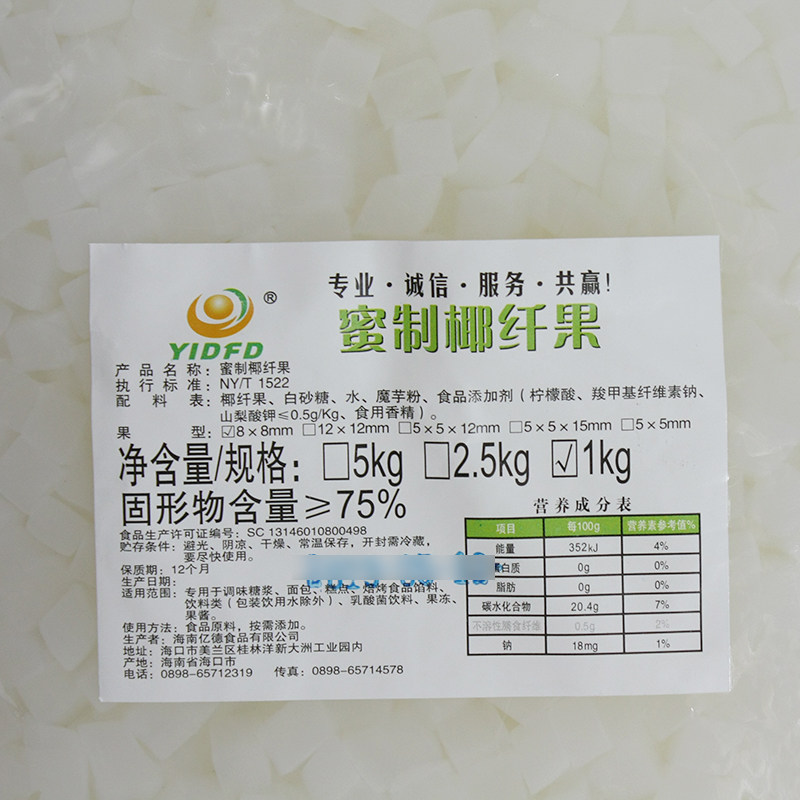 专业·诚信·服务·共赢!
®
YIDFD
蜜制椰纤果
产品名称: 蜜制椰纤果
执行标准: NY/T 1522
配料表: 椰纤果、白砂糖、水、魔芋粉、食品添加剂(柠檬酸、羧甲基纤维素钠、
山梨酸钾≤0.5g/Kg、食用香精)。
果型: ☑8×8mm □12×12mm □5×5×12mm □5×5×15mm □5×5mm
净含量/规格: □5kg □2.5kg ☑1kg
固形物含量≥75%
食品生产许可证编号: SC 13146010800498
贮存条件: 避光、阴凉、干燥、常温保存,开封需冷藏,
要尽快使用。
保质期: 12个月
生产日期:
适用范围: 专用于调味糖浆、面包、糕点、焙烤食品馅料、
饮料类(包装饮用水除外)、乳酸菌饮料、果冻、
果酱。
使用方法: 食品原料,按需添加。
生产者: 海南亿德食品有限公司
地址: 海口市美兰区桂林洋新大洲工业园内
产地: 海南省海口市
电话: 0898-65712319 传真: 0898-65714578
营养成分表
项目 每100g 营养素参考值%
能量 352kJ 4%
蛋白质 0g 0%
脂肪 0g 0%
碳水化合物 20.4g 7%
不溶性膳食纤维 0.5g 2%
钠 18mg 1%